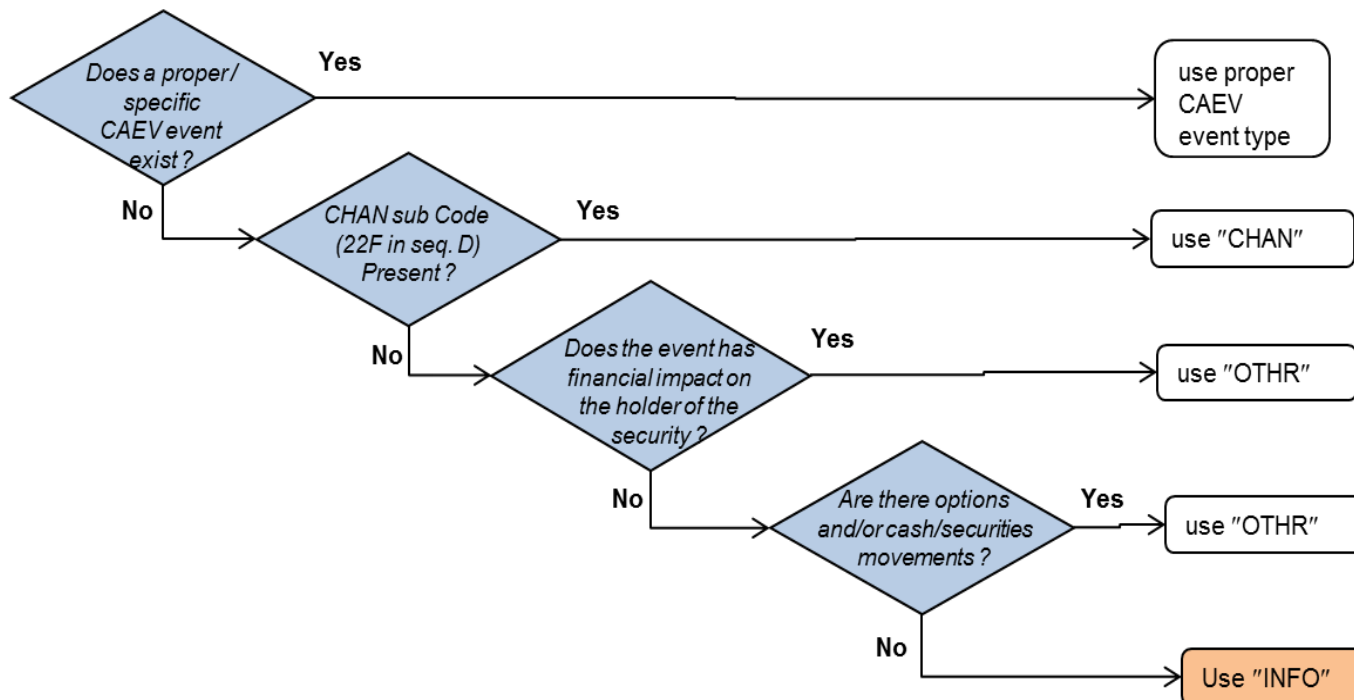 Does a proper /
specific
CAEV event
exist ?
Yes
use proper
CAEV
event type
No
CHAN sub Code
(22F in seq. D)
Present ?
Yes
use "CHAN"
No
Does the event has
financial impact on
the holder of the
security ?
Yes
use "OTHR"
No
Are there options
and/or cash/securities
movements ?
Yes
use "OTHR"
No
Use "INFO"